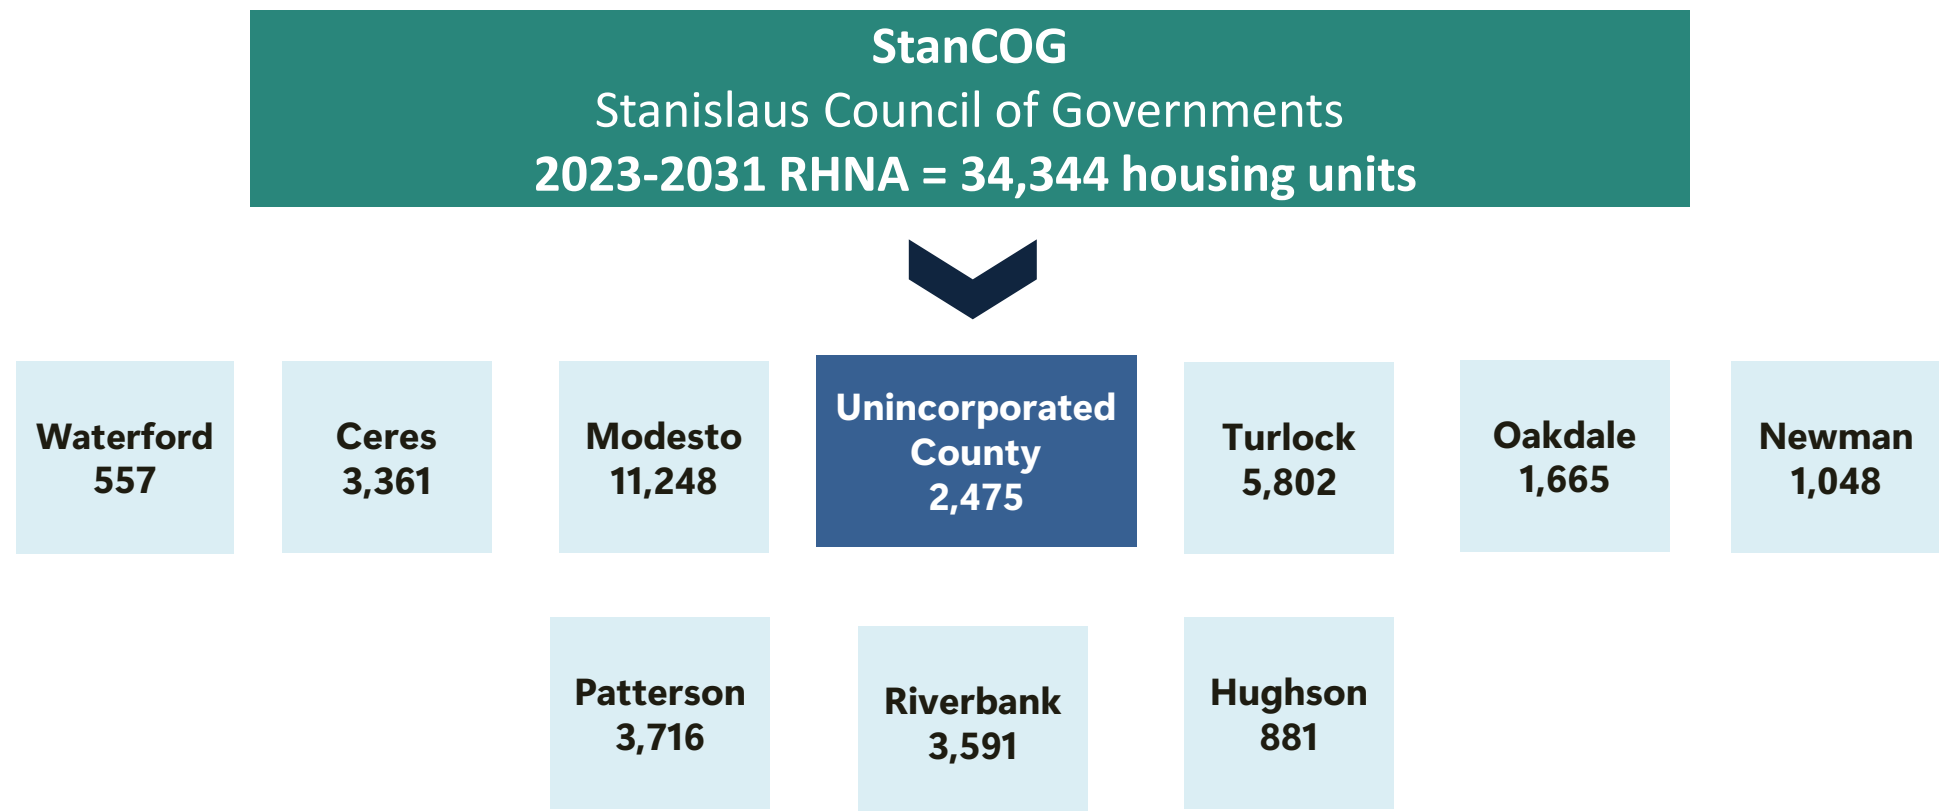 StanCOG
Stanislaus Council of Governments
2023-2031 RHNA = 34,344 housing units
Waterford
557
Ceres
3,361
Modesto
11,248
Unincorporated
County
2,475
Turlock
5,802
Oakdale
1,665
Newman
1,048
Patterson
3,716
Riverbank
3,591
Hughson
881